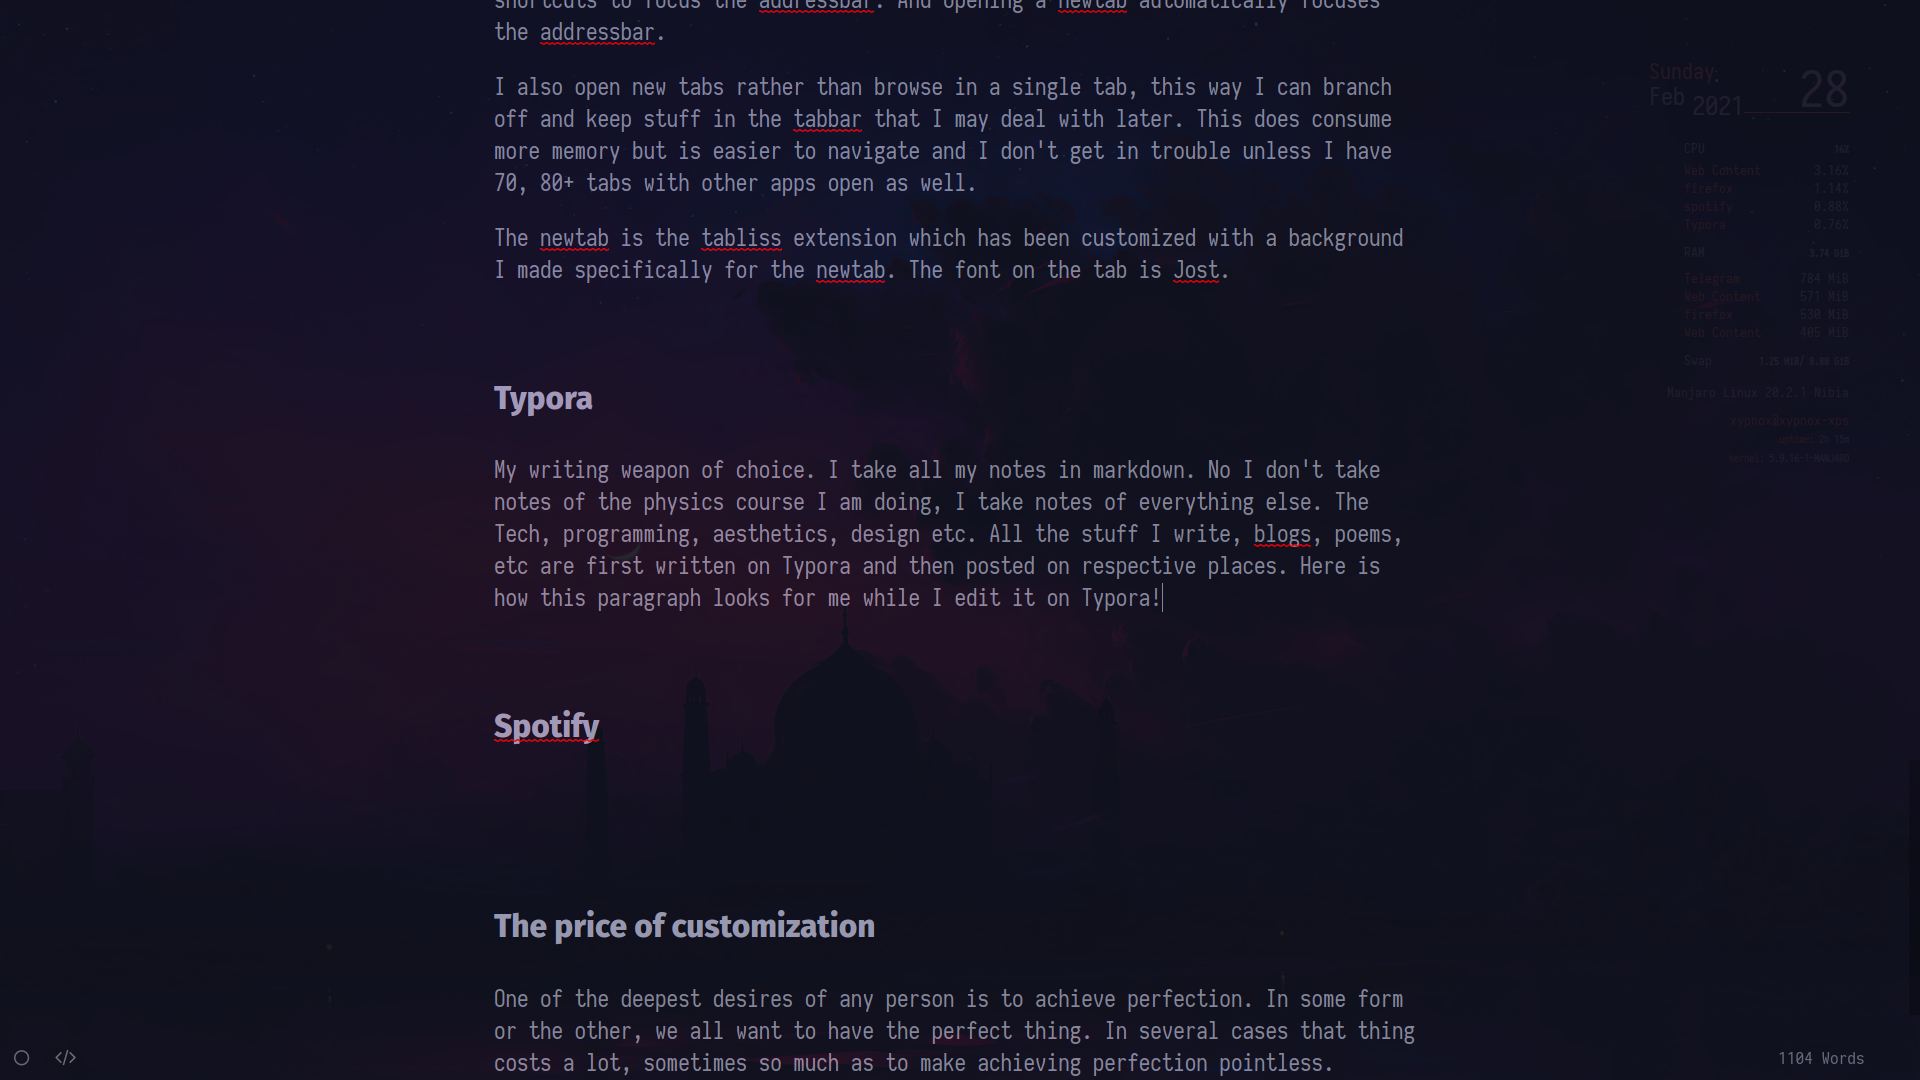 shortcuts to focus the addressbar. And opening a newtab automatically focuses
the addressbar.
I also open new tabs rather than browse in a single tab, this way I can branch
off and keep stuff in the tabbar that I may deal with later. This does consume
more memory but is easier to navigate and I don't get in trouble unless I have
70, 80+ tabs with other apps open as well.
The newtab is the tabliss extension which has been customized with a background
I made specifically for the newtab. The font on the tab is Jost.
Typora
My writing weapon of choice. I take all my notes in markdown. No I don't take
notes of the physics course I am doing, I take notes of everything else. The
Tech, programming, aesthetics, design etc. All the stuff I write, blogs, poems,
etc are first written on Typora and then posted on respective places. Here is
how this paragraph looks for me while I edit it on Typora!
Spotify
The price of customization
One of the deepest desires of any person is to achieve perfection. In some form
or the other, we all want to have the perfect thing. In several cases that thing
costs a lot, sometimes so much as to make achieving perfection pointless.
Sunday,
Feb 2021 28
CPU 16%
Web Content 3.16%
firefox 1.14%
spotify 0.88%
Typora 0.76%
RAM
Telegram 784 MiB
Web Content 571 MiB
firefox 530 MiB
Web Content 405 MiB
Swap
Manjaro Linux 20.2.1 Nibia
xypnox@xypnox-xps
1104 Words